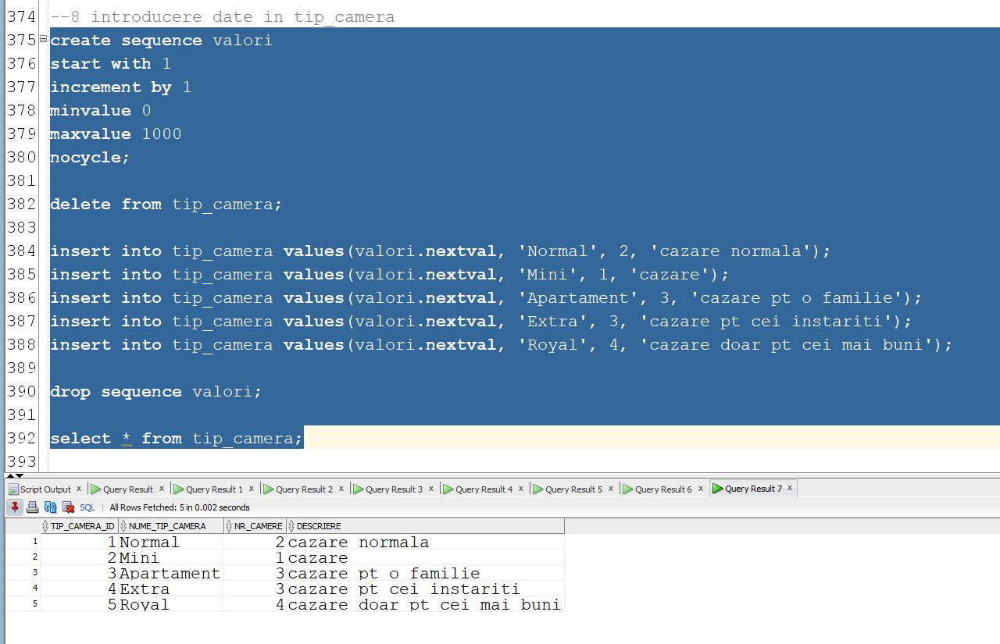 374 --8 introducere date in tip_camera
375 create sequence valori
376 start with 1
377 increment by 1
378 minvalue 0
379 maxvalue 1000
380 nocycle;
381
382 delete from tip_camera;
383
384 insert into tip_camera values(valori.nextval, 'Normal', 2, 'cazare normala');
385 insert into tip_camera values(valori.nextval, 'Mini', 1, 'cazare');
386 insert into tip_camera values(valori.nextval, 'Apartament', 3, 'cazare pt o familie');
387 insert into tip_camera values(valori.nextval, 'Extra', 3, 'cazare pt cei instariti');
388 insert into tip_camera values(valori.nextval, 'Royal', 4, 'cazare doar pt cei mai buni');
389
390 drop sequence valori;
391
392 select * from tip_camera;
393
Script Output x Query Result x Query Result 1 x Query Result 2 x Query Result 3 x Query Result 4 x Query Result 5 x Query Result 6 x Query Result 7 x
SQL | All Rows Fetched: 5 in 0.002 seconds
TIP_CAMERA_ID NUME_TIP_CAMERA NR_CAMERE DESCRIERE
1 1 Normal 2 cazare normala
2 2 Mini 1 cazare
3 3 Apartament 3 cazare pt o familie
4 4 Extra 3 cazare pt cei instariti
5 5 Royal 4 cazare doar pt cei mai buni